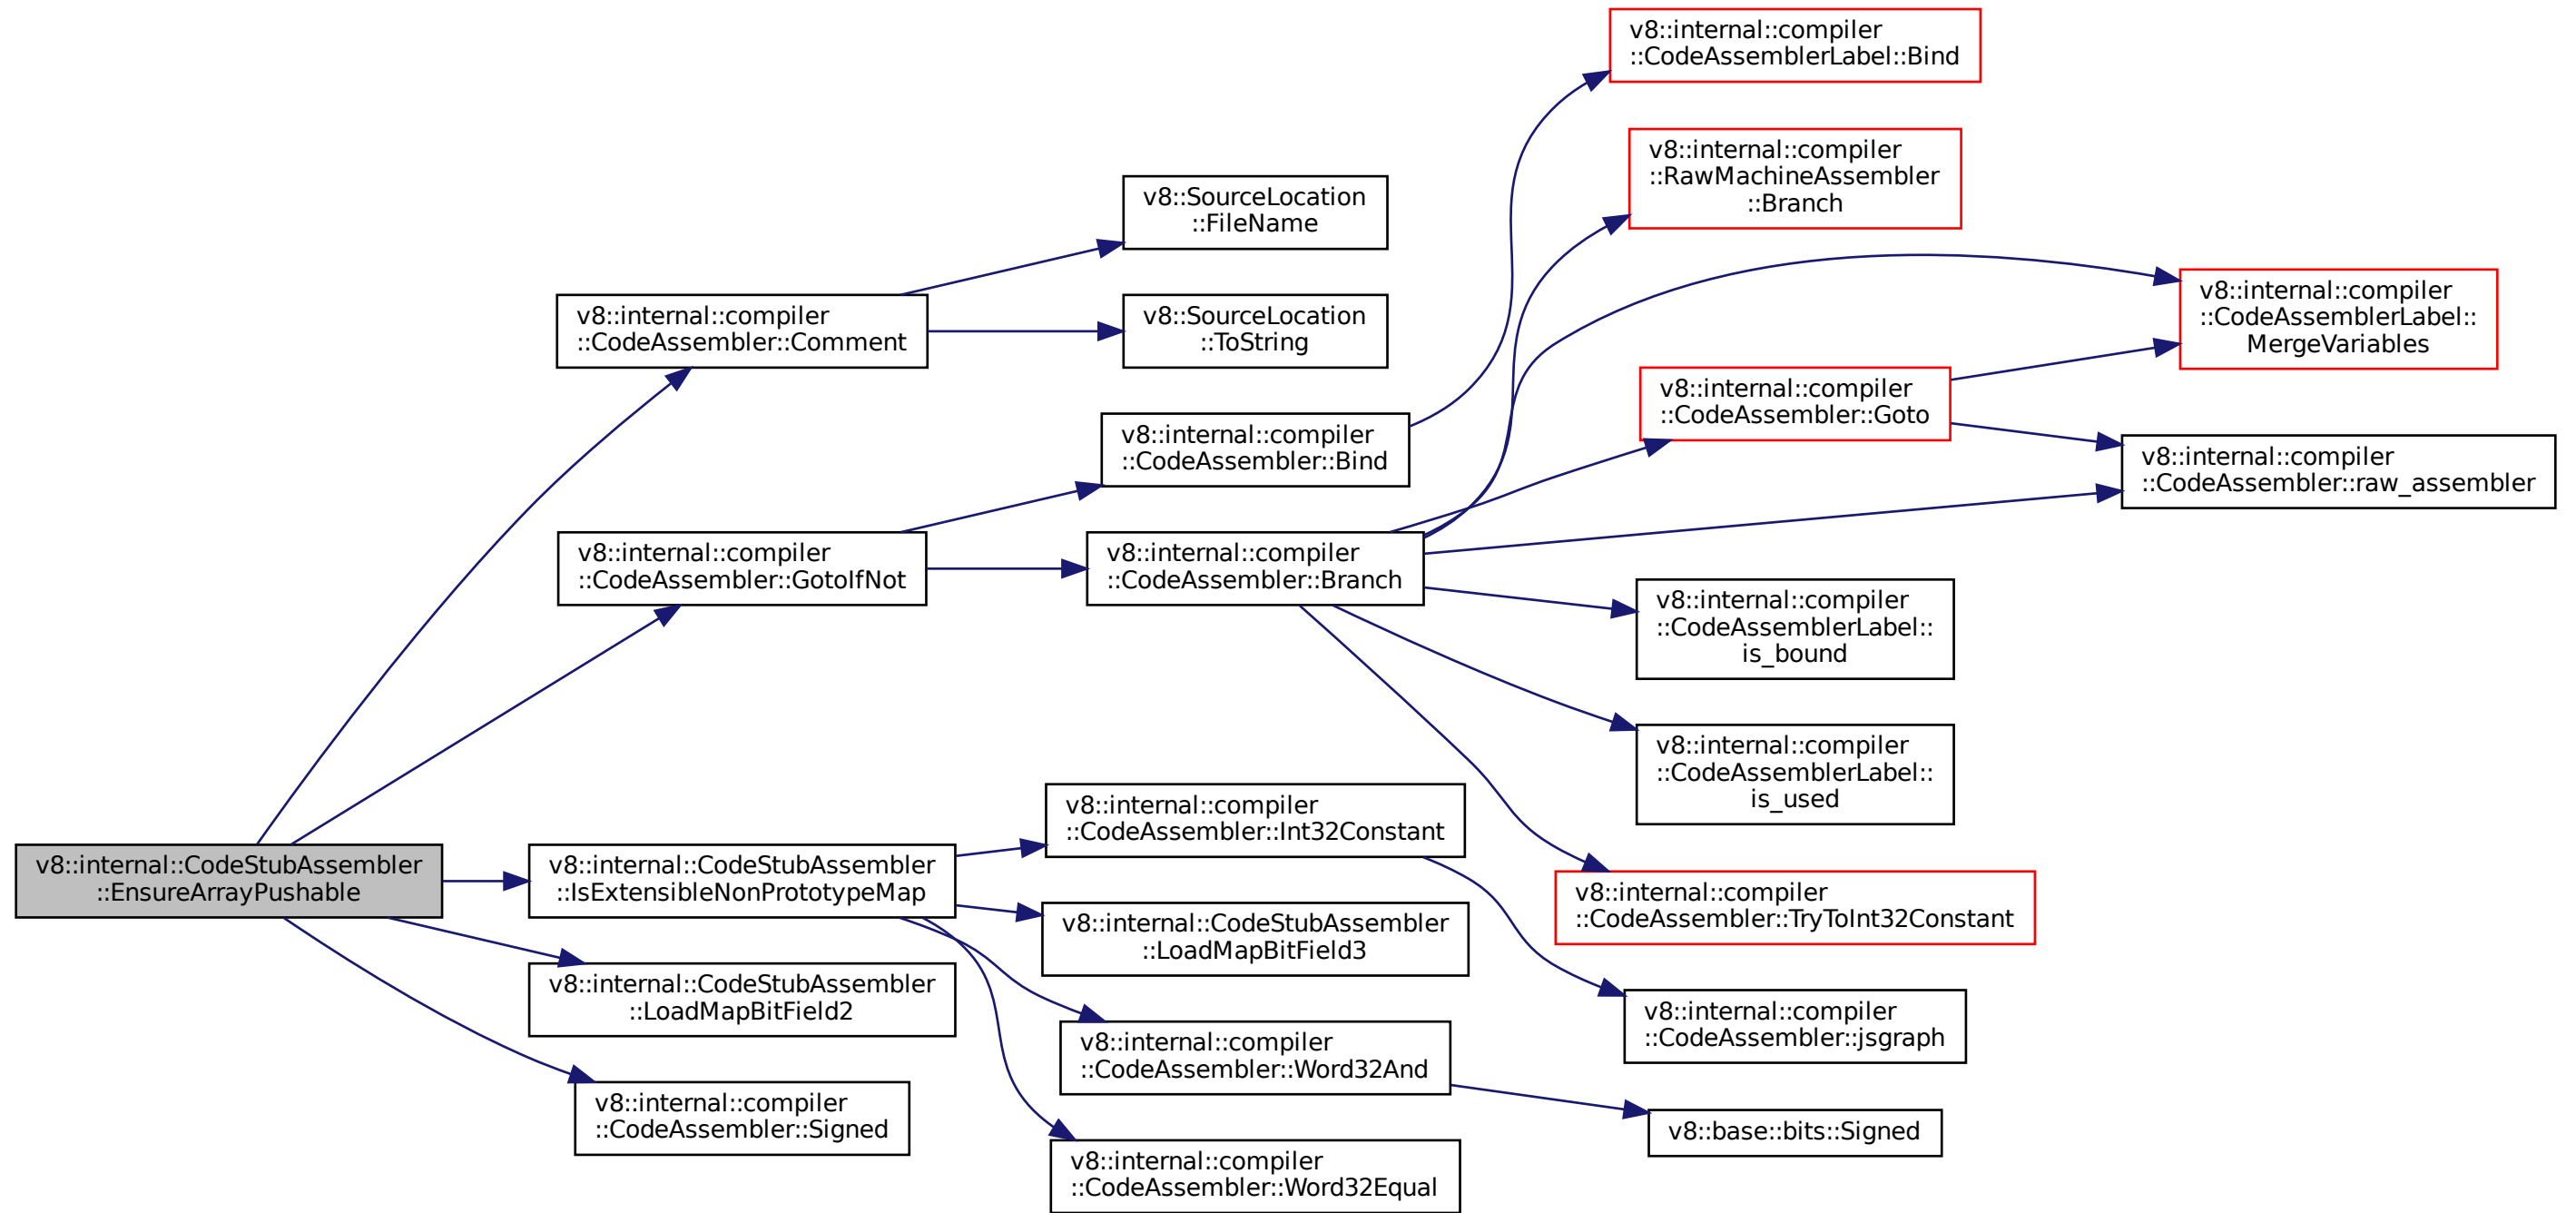 v8::internal::CodeStubAssembler
::EnsureArrayPushable
v8::internal::compiler
::CodeAssembler::Comment
v8::SourceLocation
::FileName
v8::SourceLocation
::ToString
v8::internal::compiler
::CodeAssembler::GotoIfNot
v8::internal::compiler
::CodeAssembler::Bind
v8::internal::compiler
::CodeAssemblerLabel::Bind
v8::internal::compiler
::CodeAssembler::Branch
v8::internal::compiler
::RawMachineAssembler
::Branch
v8::internal::compiler
::CodeAssemblerLabel::
MergeVariables
v8::internal::compiler
::CodeAssembler::Goto
v8::internal::compiler
::CodeAssembler::raw_assembler
v8::internal::compiler
::CodeAssemblerLabel::
is_bound
v8::internal::compiler
::CodeAssemblerLabel::
is_used
v8::internal::compiler
::CodeAssembler::TryToInt32Constant
v8::internal::CodeStubAssembler
::IsExtensibleNonPrototypeMap
v8::internal::compiler
::CodeAssembler::Int32Constant
v8::internal::compiler
::CodeAssembler::jsgraph
v8::internal::CodeStubAssembler
::LoadMapBitField3
v8::internal::compiler
::CodeAssembler::Word32And
v8::base::bits::Signed
v8::internal::compiler
::CodeAssembler::Word32Equal
v8::internal::CodeStubAssembler
::LoadMapBitField2
v8::internal::compiler
::CodeAssembler::Signed